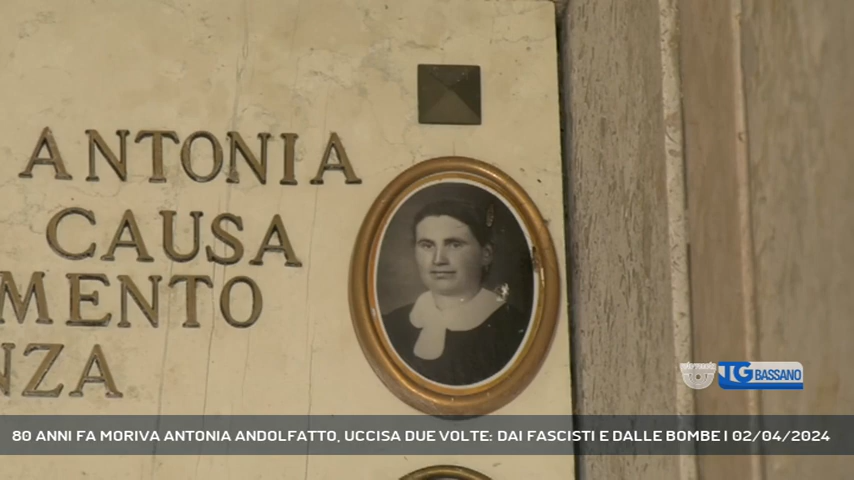 A ANTONIA
CAUSA
MENTO
NZA
TG BASSANO
80 ANNI FA MORIVA ANTONIA ANDOLFATTO, UCCISA DUE VOLTE: DAI FASCISTI E DALLE BOMBE | 02/04/2024